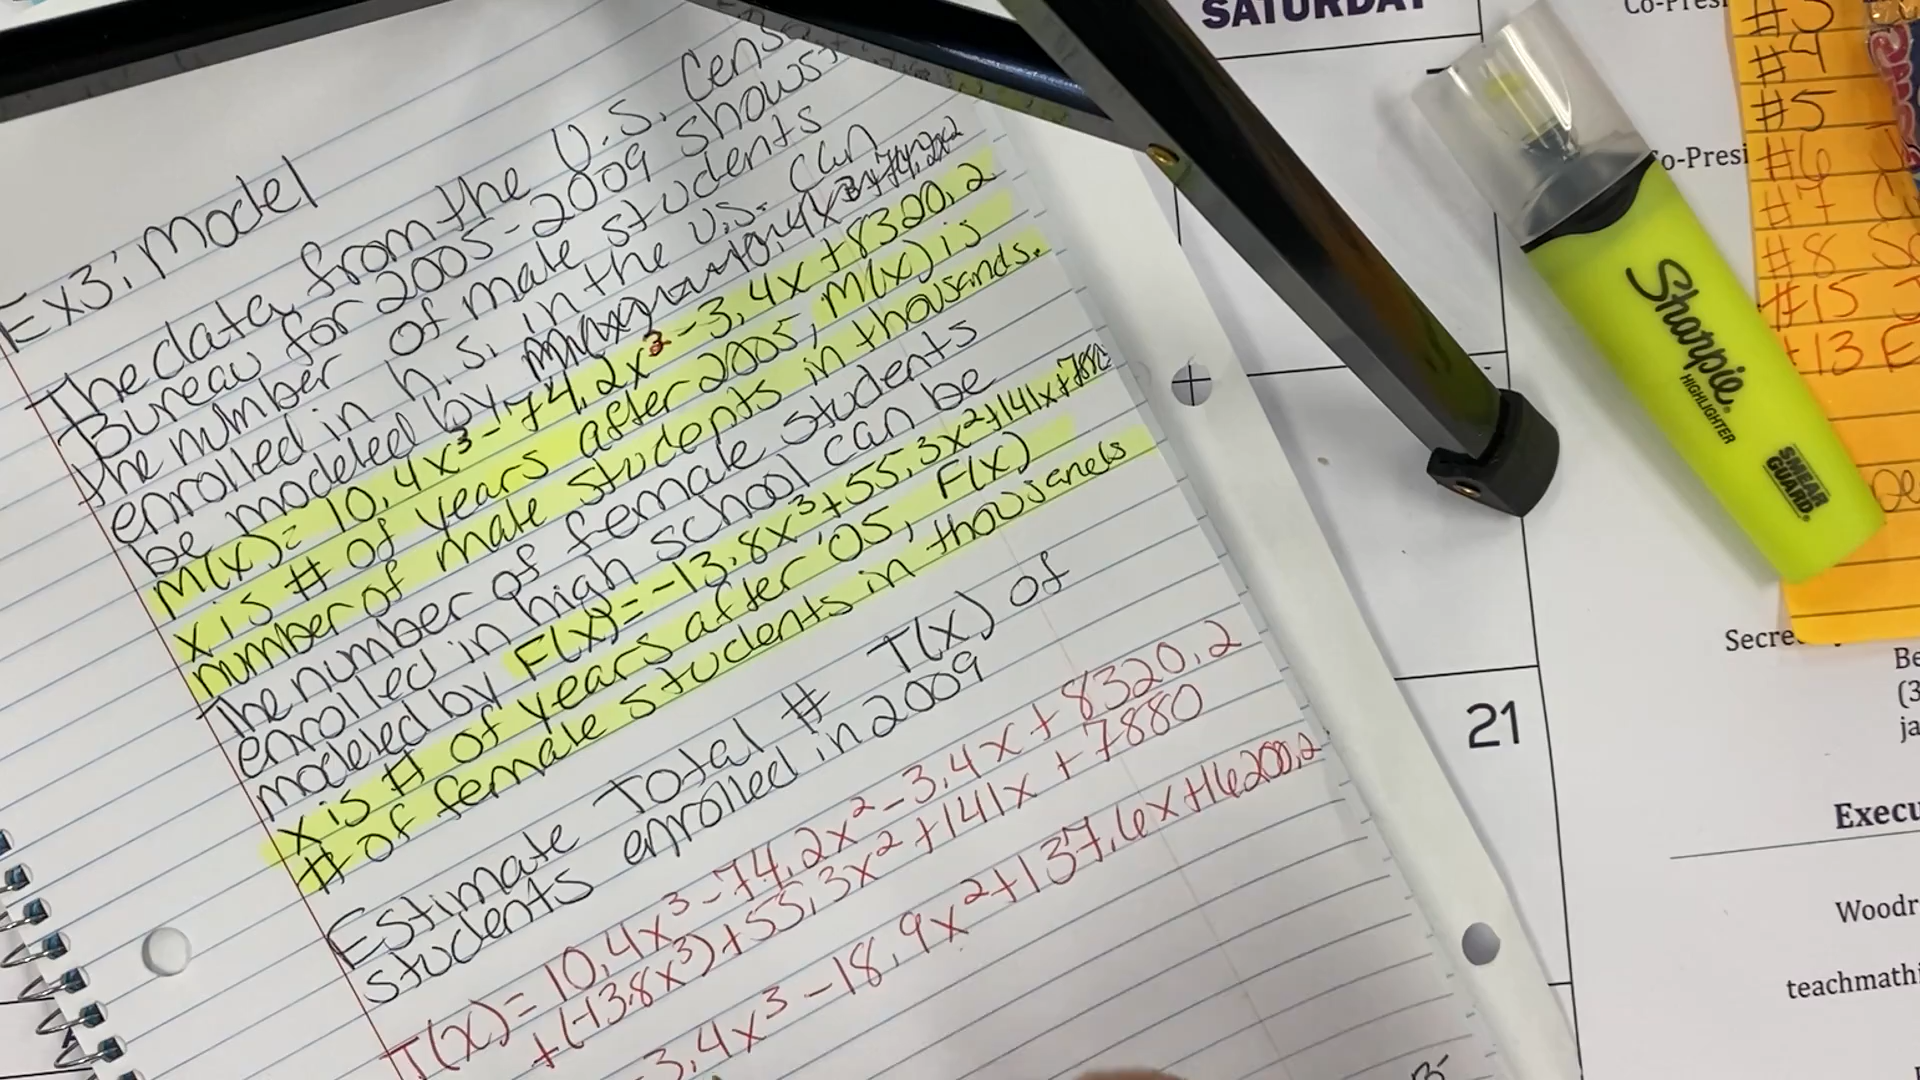 Ex3: model
The data from the U.S. Cens
Bureau for 2005-2009 shows
the number of male students
enrolled in h.s. in the U.S. can
be modeled by
M(x)= 10.4x³-74.2x²-3.4x+8320.2
x is # of years after 2005, M(x) is
number of male students in thousands.
The number of female students
enrolled in high school can be
modeled by F(x)=-13.8x³+55.3x²+141x+7880
x is # of years after '05, F(x)
# of female students in thousands
Estimate total # T(x) of
students enrolled in 2009
T(x)= 10.4x³-74.2x²-3.4x+8320.2
+(-13.8x³)+55.3x²+141x+7880
3.4x³-18.9x²+137.6x+16200.2
SATURDAY
21
Sharpie
HIGHLIGHTER
SMEAR
GUARD
#4
#5
#6
#7
#8
#15
#13 E
Co-Presi
Co-Presi
Secre
Be
(3
ja
Execu
Woodr
teachmathi